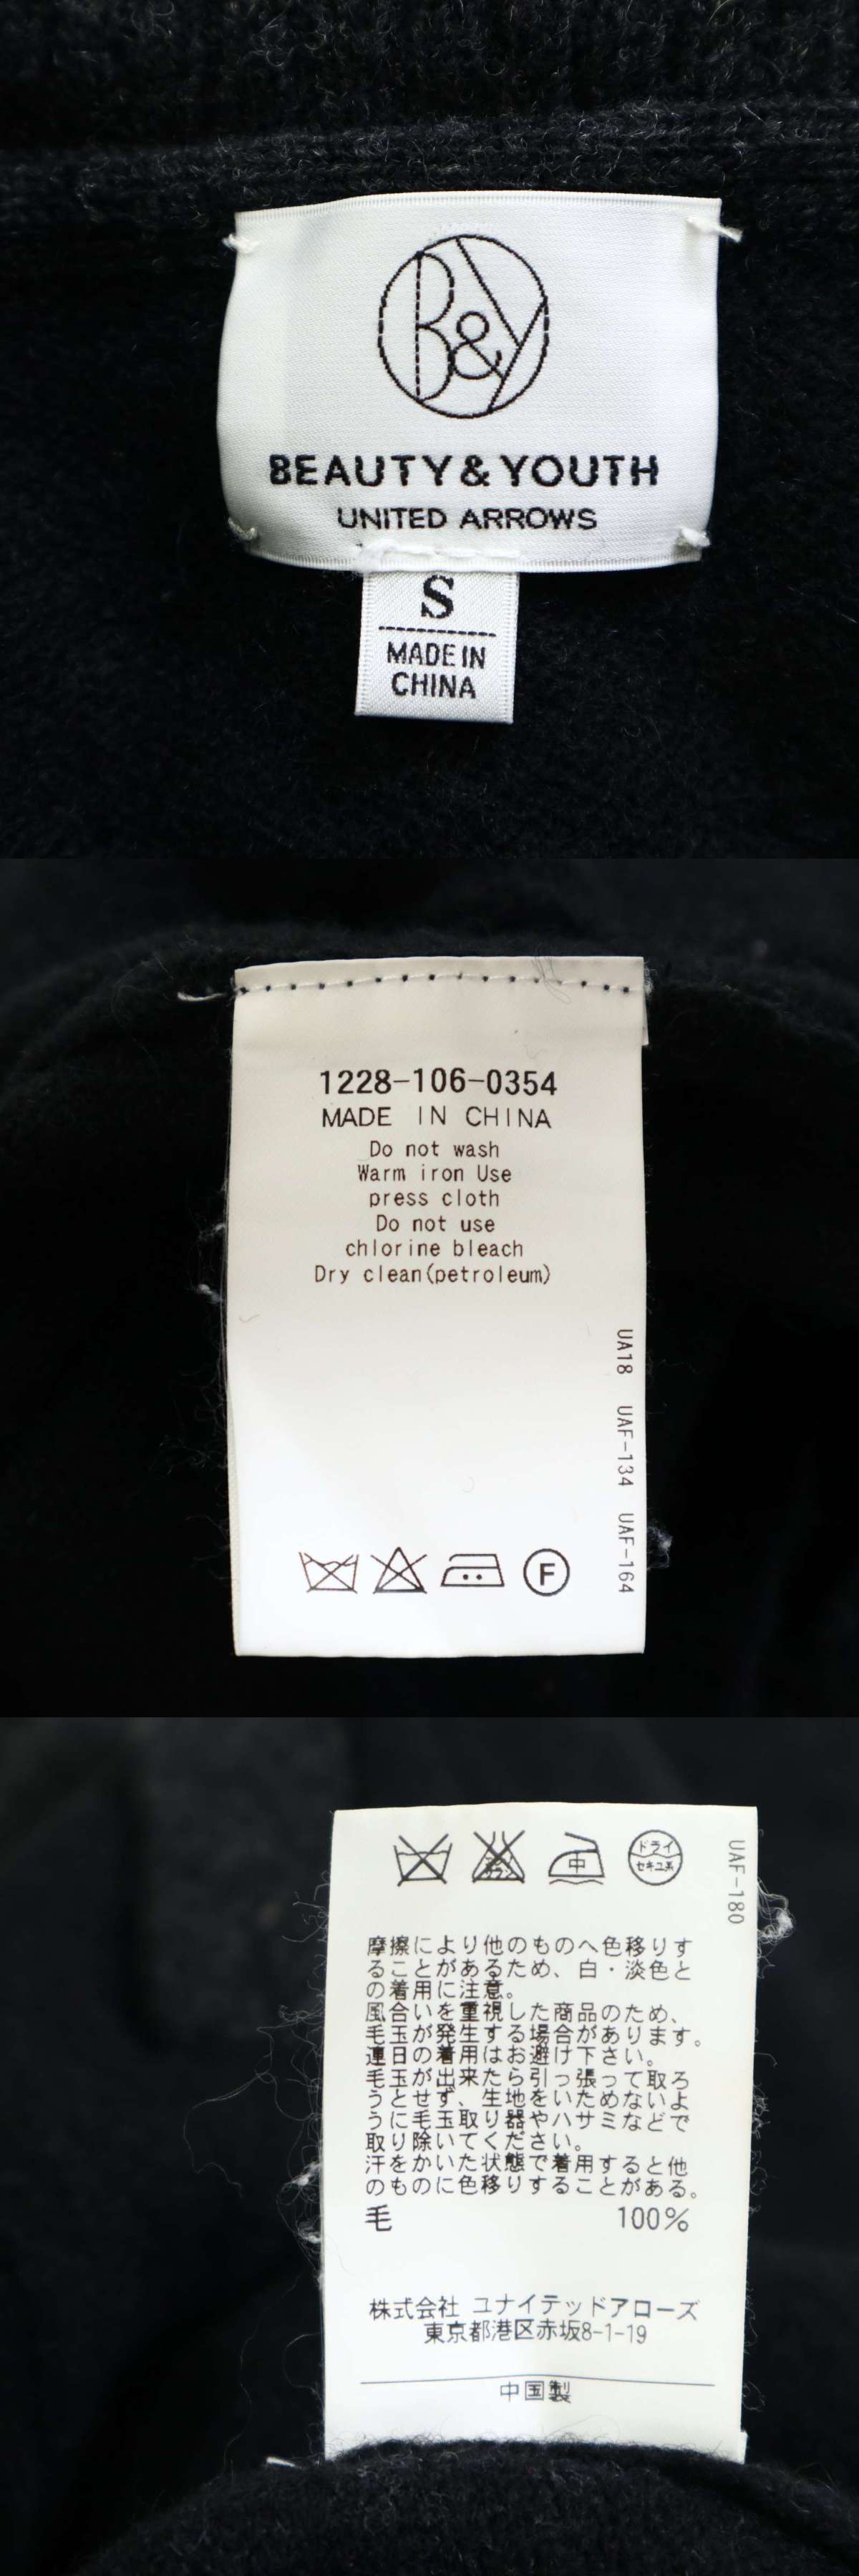 B&Y
BEAUTY & YOUTH
UNITED ARROWS
S
MADE IN
CHINA
1228-106-0354
MADE IN CHINA
Do not wash
Warm iron Use
press cloth
Do not use
chlorine bleach
Dry clean(petroleum)
UA18 UAF-134 UAF-164
F
中
ドライ
セキユ系
UAF-180
摩擦により他のものへ色移りす
ることがあるため、白・淡色と
の着用に注意。
風合いを重視した商品のため、
毛玉が発生する場合があります。
連日の着用はお避け下さい。
毛玉が出来たら引っ張って取ろ
うとせず、生地をいためないよ
うに毛玉取り器やハサミなどで
取り除いてください。
汗をかいた状態で着用すると他
のものに色移りすることがある。
毛 100%
株式会社 ユナイテッドアローズ
東京都港区赤坂8-1-19
中国製